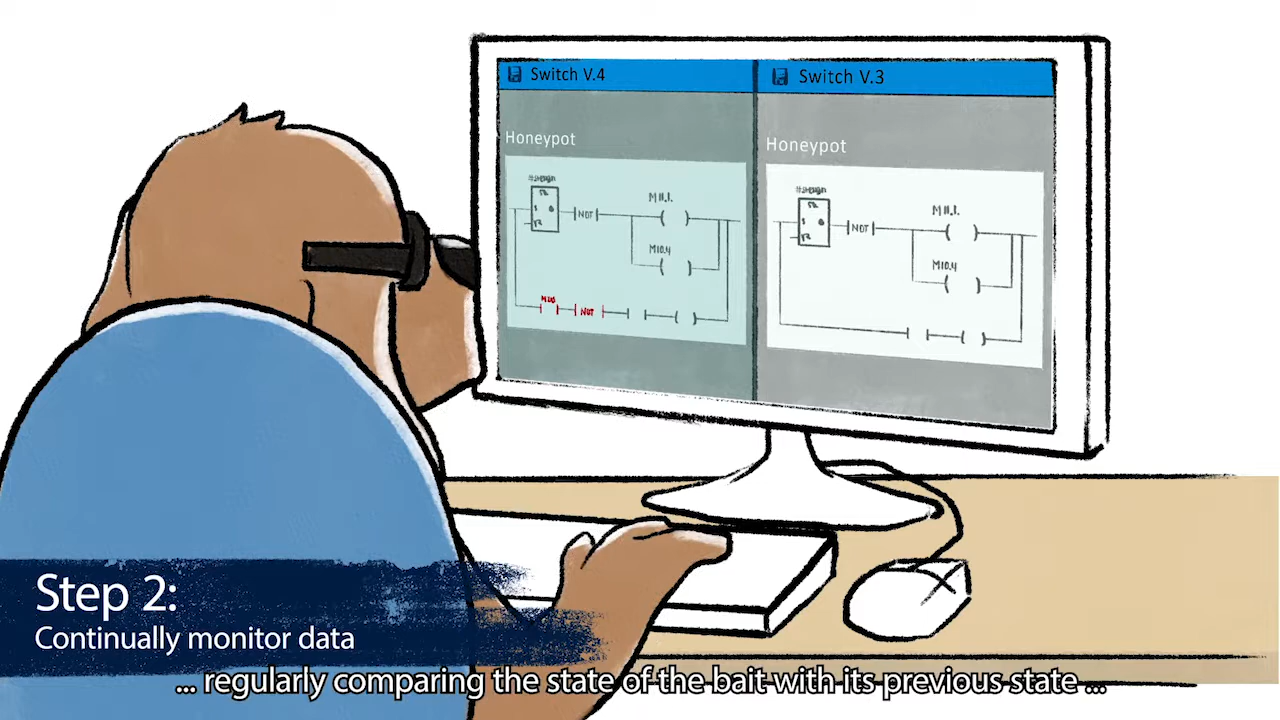 Switch V.4
Switch V.3
Honeypot
Honeypot
M11.1.
NOT
M10.4
NOT
M11.1.
NOT
M10.4
Step 2:
Continually monitor data
... regularly comparing the state of the bait with its previous state ...